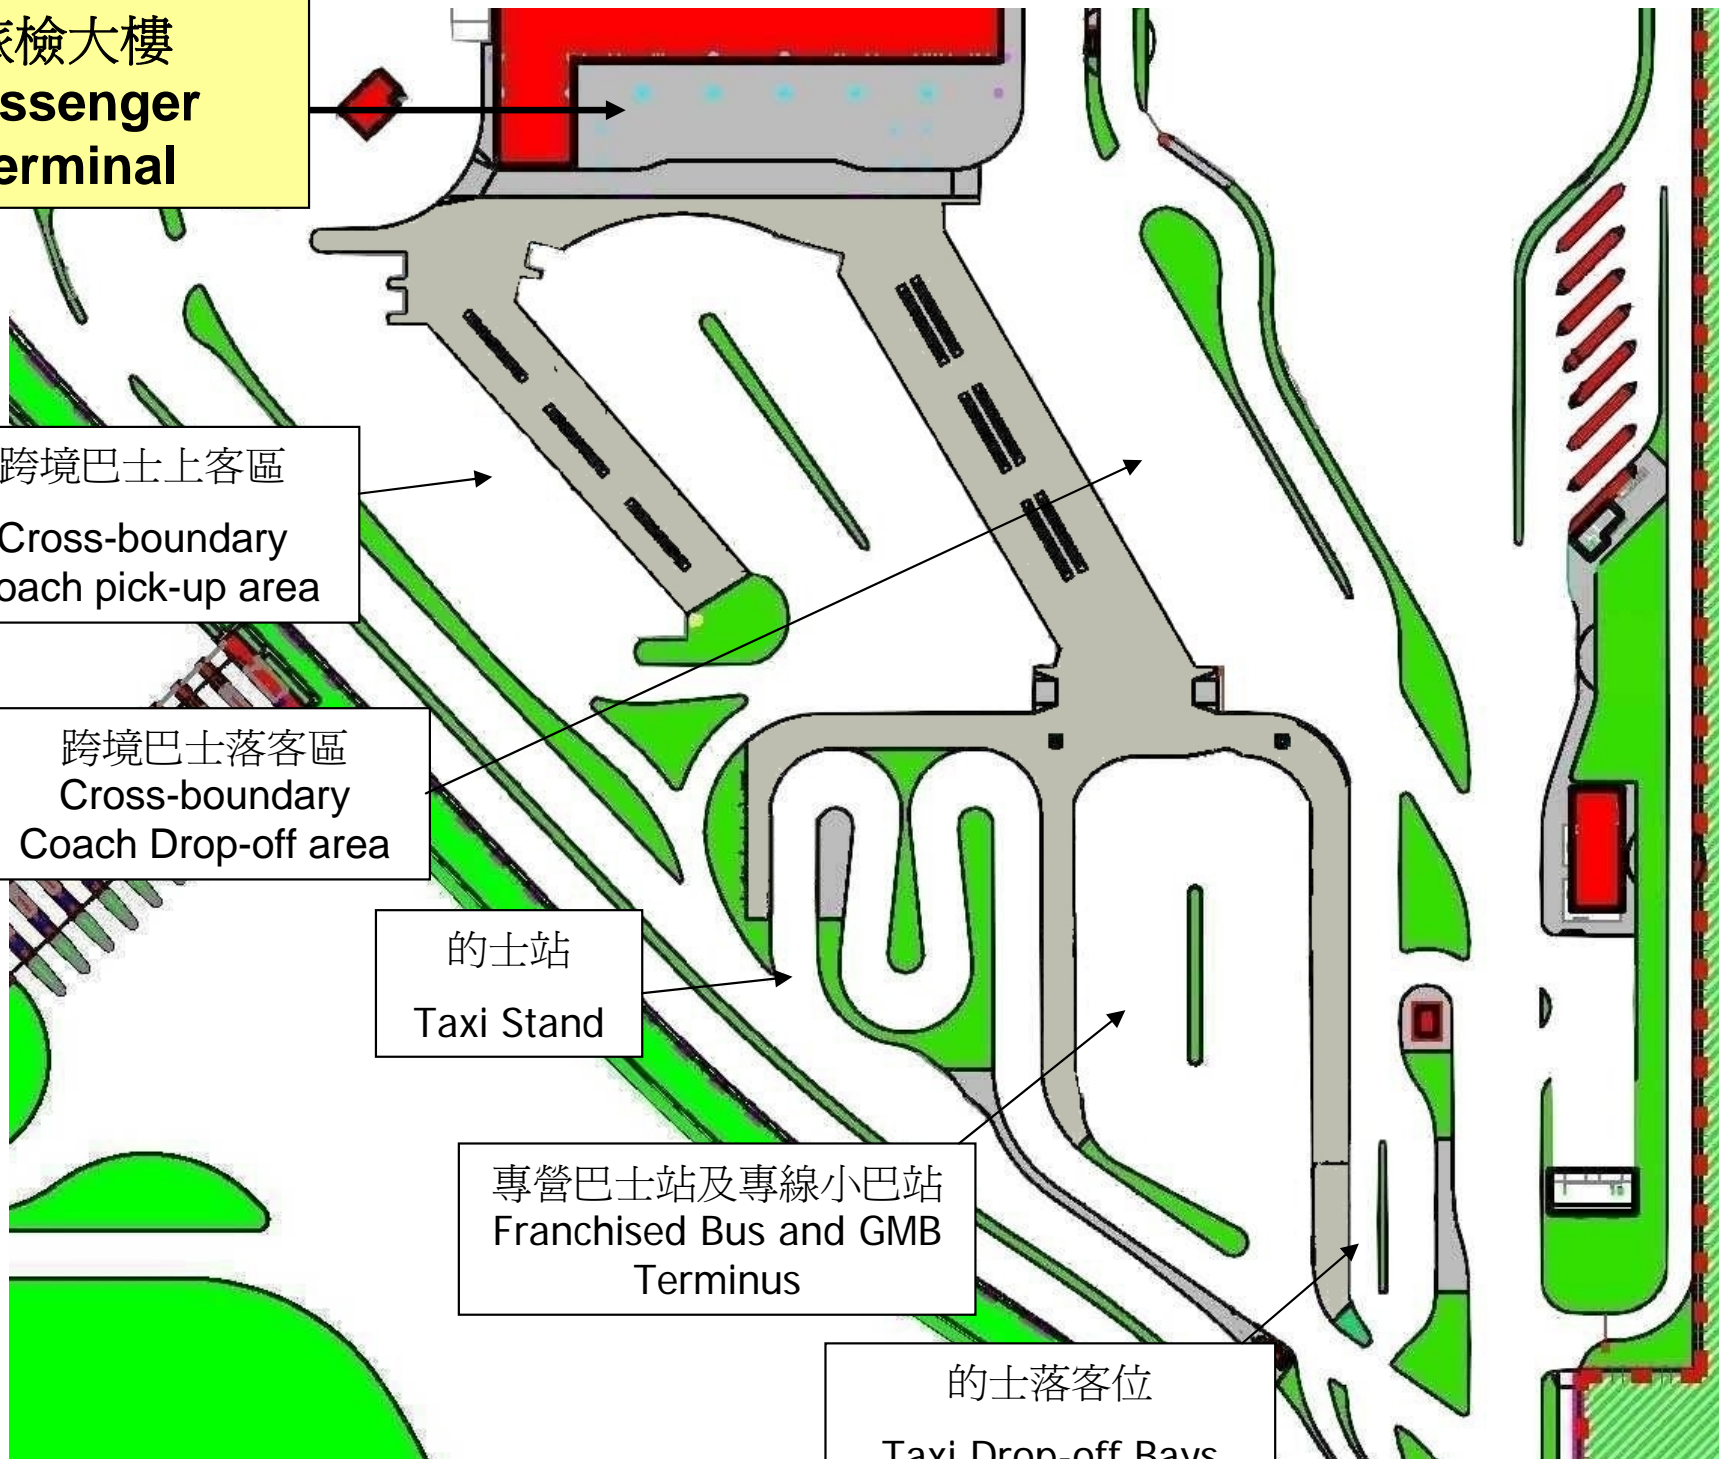 旅檢大樓
ssenger
erminal
跨境巴士上客區
Cross-boundary
oach pick-up area
跨境巴士落客區
Cross-boundary
Coach Drop-off area
的士站
Taxi Stand
專營巴士站及專線小巴站
Franchised Bus and GMB
Terminus
的士落客位
Taxi Drop-off Bays